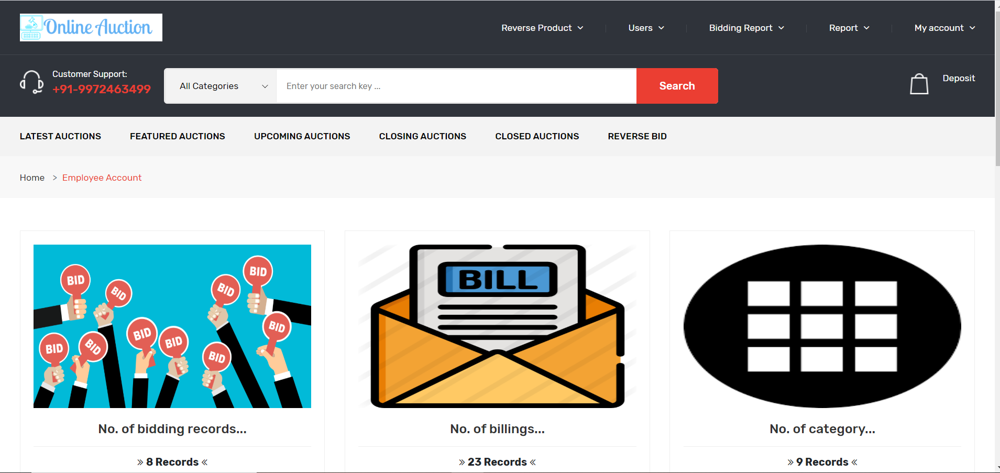 Online Auction
Reverse Product
Users
Bidding Report
Report
My account
Customer Support:
+91-9972463499
All Categories
Enter your search key ...
Search
Deposit
LATEST AUCTIONS
FEATURED AUCTIONS
UPCOMING AUCTIONS
CLOSING AUCTIONS
CLOSED AUCTIONS
REVERSE BID
Home > Employee Account
BID
BID
BID
BID
BID
BID
BID
BID
BID
BID
No. of bidding records...
» 8 Records «
BILL
No. of billings...
» 23 Records «
No. of category...
» 9 Records «